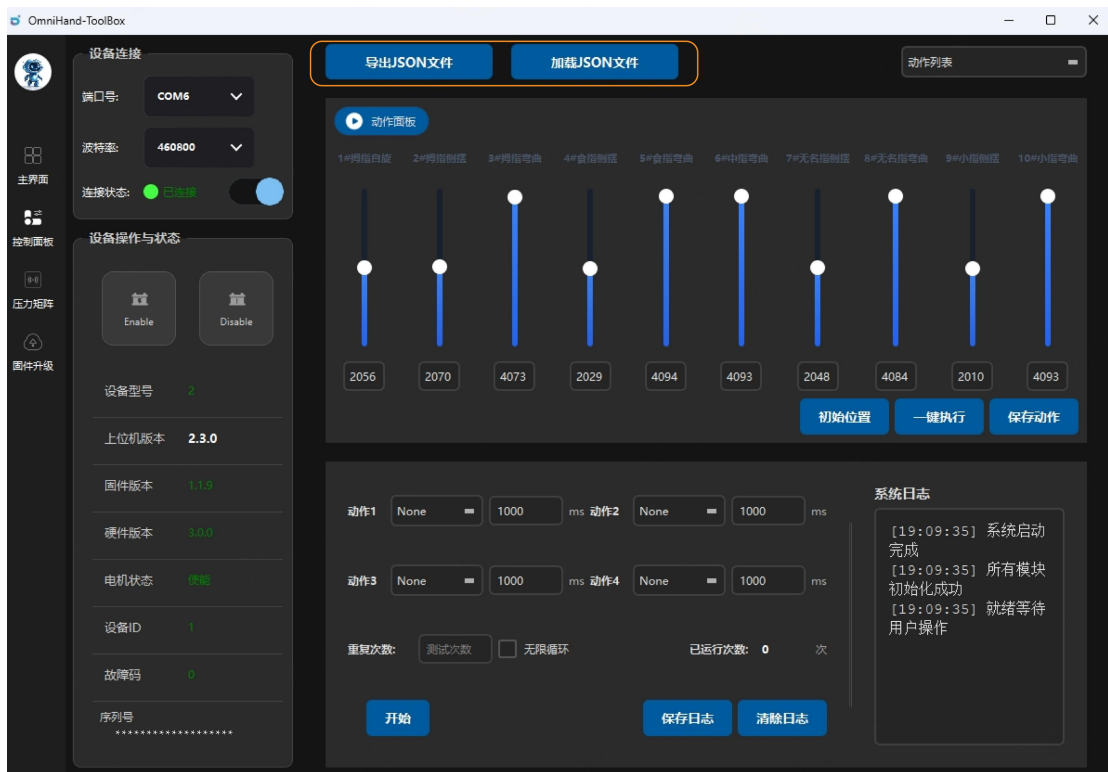 OmniHand-ToolBox
主界面
控制面板
压力矩阵
固件升级
设备连接
端口号: COM6
波特率: 460800
连接状态: 已连接
设备操作与状态
Enable Disable
设备型号 2
上位机版本 2.3.0
固件版本 1.1.9
硬件版本 3.0.0
电机状态 使能
设备ID 1
故障码 0
序列号
*******************
导出JSON文件 加载JSON文件 动作列表
动作面板
1#拇指自旋 2#拇指侧摆 3#拇指弯曲 4#食指侧摆 5#食指弯曲 6#中指弯曲 7#无名指侧摆 8#无名指弯曲 9#小指侧摆 10#小指弯曲
2056 2070 4073 2029 4094 4093 2048 4084 2010 4093
初始位置 一键执行 保存动作
动作1 None 1000 ms 动作2 None 1000 ms
动作3 None 1000 ms 动作4 None 1000 ms
重复次数: 测试次数 无限循环 已运行次数: 0 次
开始 保存日志 清除日志
系统日志
[19:09:35] 系统启动
完成
[19:09:35] 所有模块
初始化成功
[19:09:35] 就绪等待
用户操作